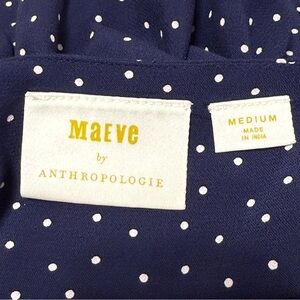 MaEve
by
ANTHROPOLOGIE
MEDIUM
MADE
IN INDIA